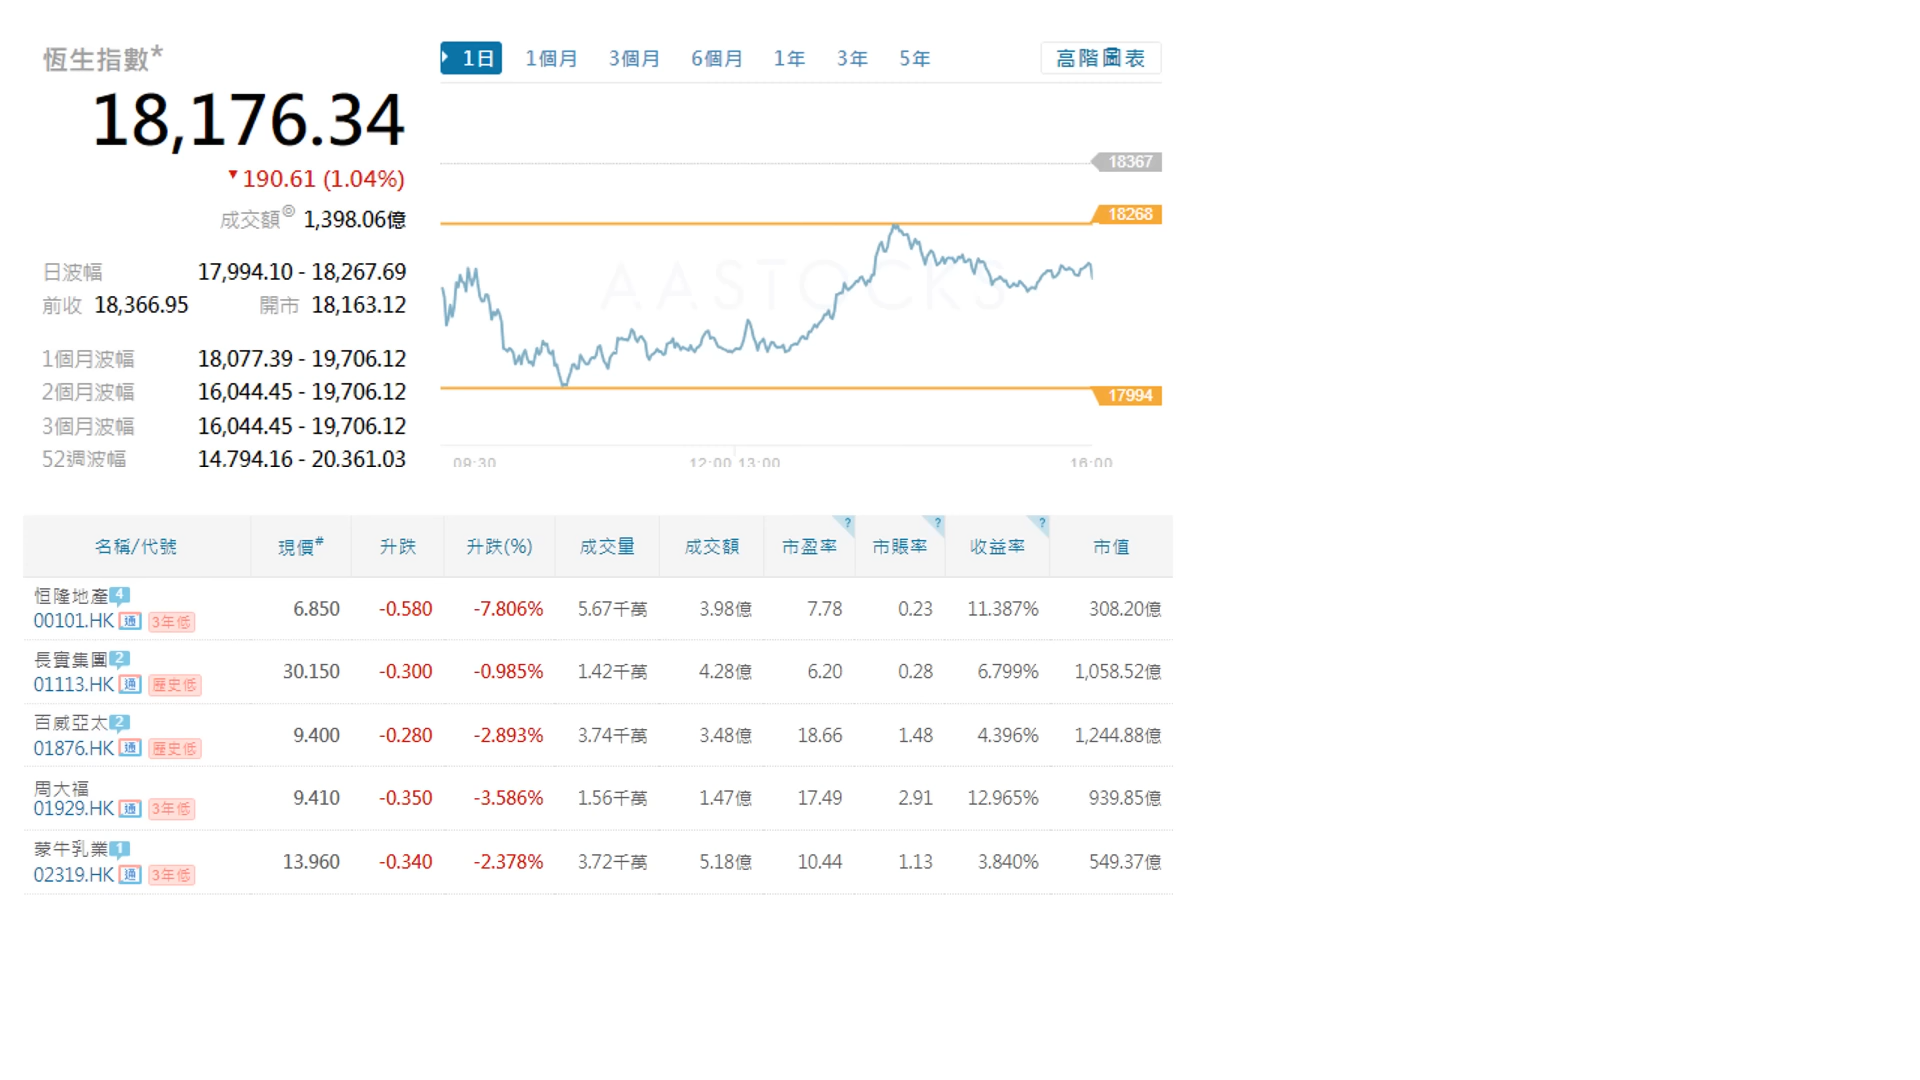 恆生指數*
18,176.34
▼190.61 (1.04%)
成交額◎ 1,398.06億
日波幅 17,994.10 - 18,267.69
前收 18,366.95 開市 18,163.12
1個月波幅 18,077.39 - 19,706.12
2個月波幅 16,044.45 - 19,706.12
3個月波幅 16,044.45 - 19,706.12
52週波幅 14,794.16 - 20,361.03
1日 1個月 3個月 6個月 1年 3年 5年 高階圖表
18367
18268
AASTOCKS
17994
09:30 12:00 13:00 16:00
名稱/代號 現價# 升跌 升跌(%) 成交量 成交額 市盈率 ? 市賬率 ? 收益率 ? 市值
恒隆地產 4
00101.HK 通 3年低 6.850 -0.580 -7.806% 5.67千萬 3.98億 7.78 0.23 11.387% 308.20億
長實集團 2
01113.HK 通 歷史低 30.150 -0.300 -0.985% 1.42千萬 4.28億 6.20 0.28 6.799% 1,058.52億
百威亞太 2
01876.HK 通 歷史低 9.400 -0.280 -2.893% 3.74千萬 3.48億 18.66 1.48 4.396% 1,244.88億
周大福
01929.HK 通 3年低 9.410 -0.350 -3.586% 1.56千萬 1.47億 17.49 2.91 12.965% 939.85億
蒙牛乳業 1
02319.HK 通 3年低 13.960 -0.340 -2.378% 3.72千萬 5.18億 10.44 1.13 3.840% 549.37億